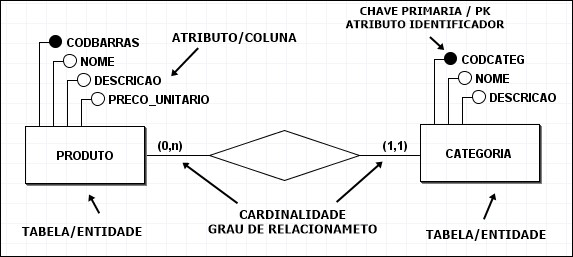 CHAVE PRIMARIA / PK
ATRIBUTO IDENTIFICADOR
CODBARRAS
ATRIBUTO/COLUNA
NOME
DESCRICAO
PRECO_UNITARIO
CODCATEG
NOME
DESCRICAO
PRODUTO
(0,n)
(1,1)
CATEGORIA
CARDINALIDADE
GRAU DE RELACIONAMETO
TABELA/ENTIDADE
TABELA/ENTIDADE